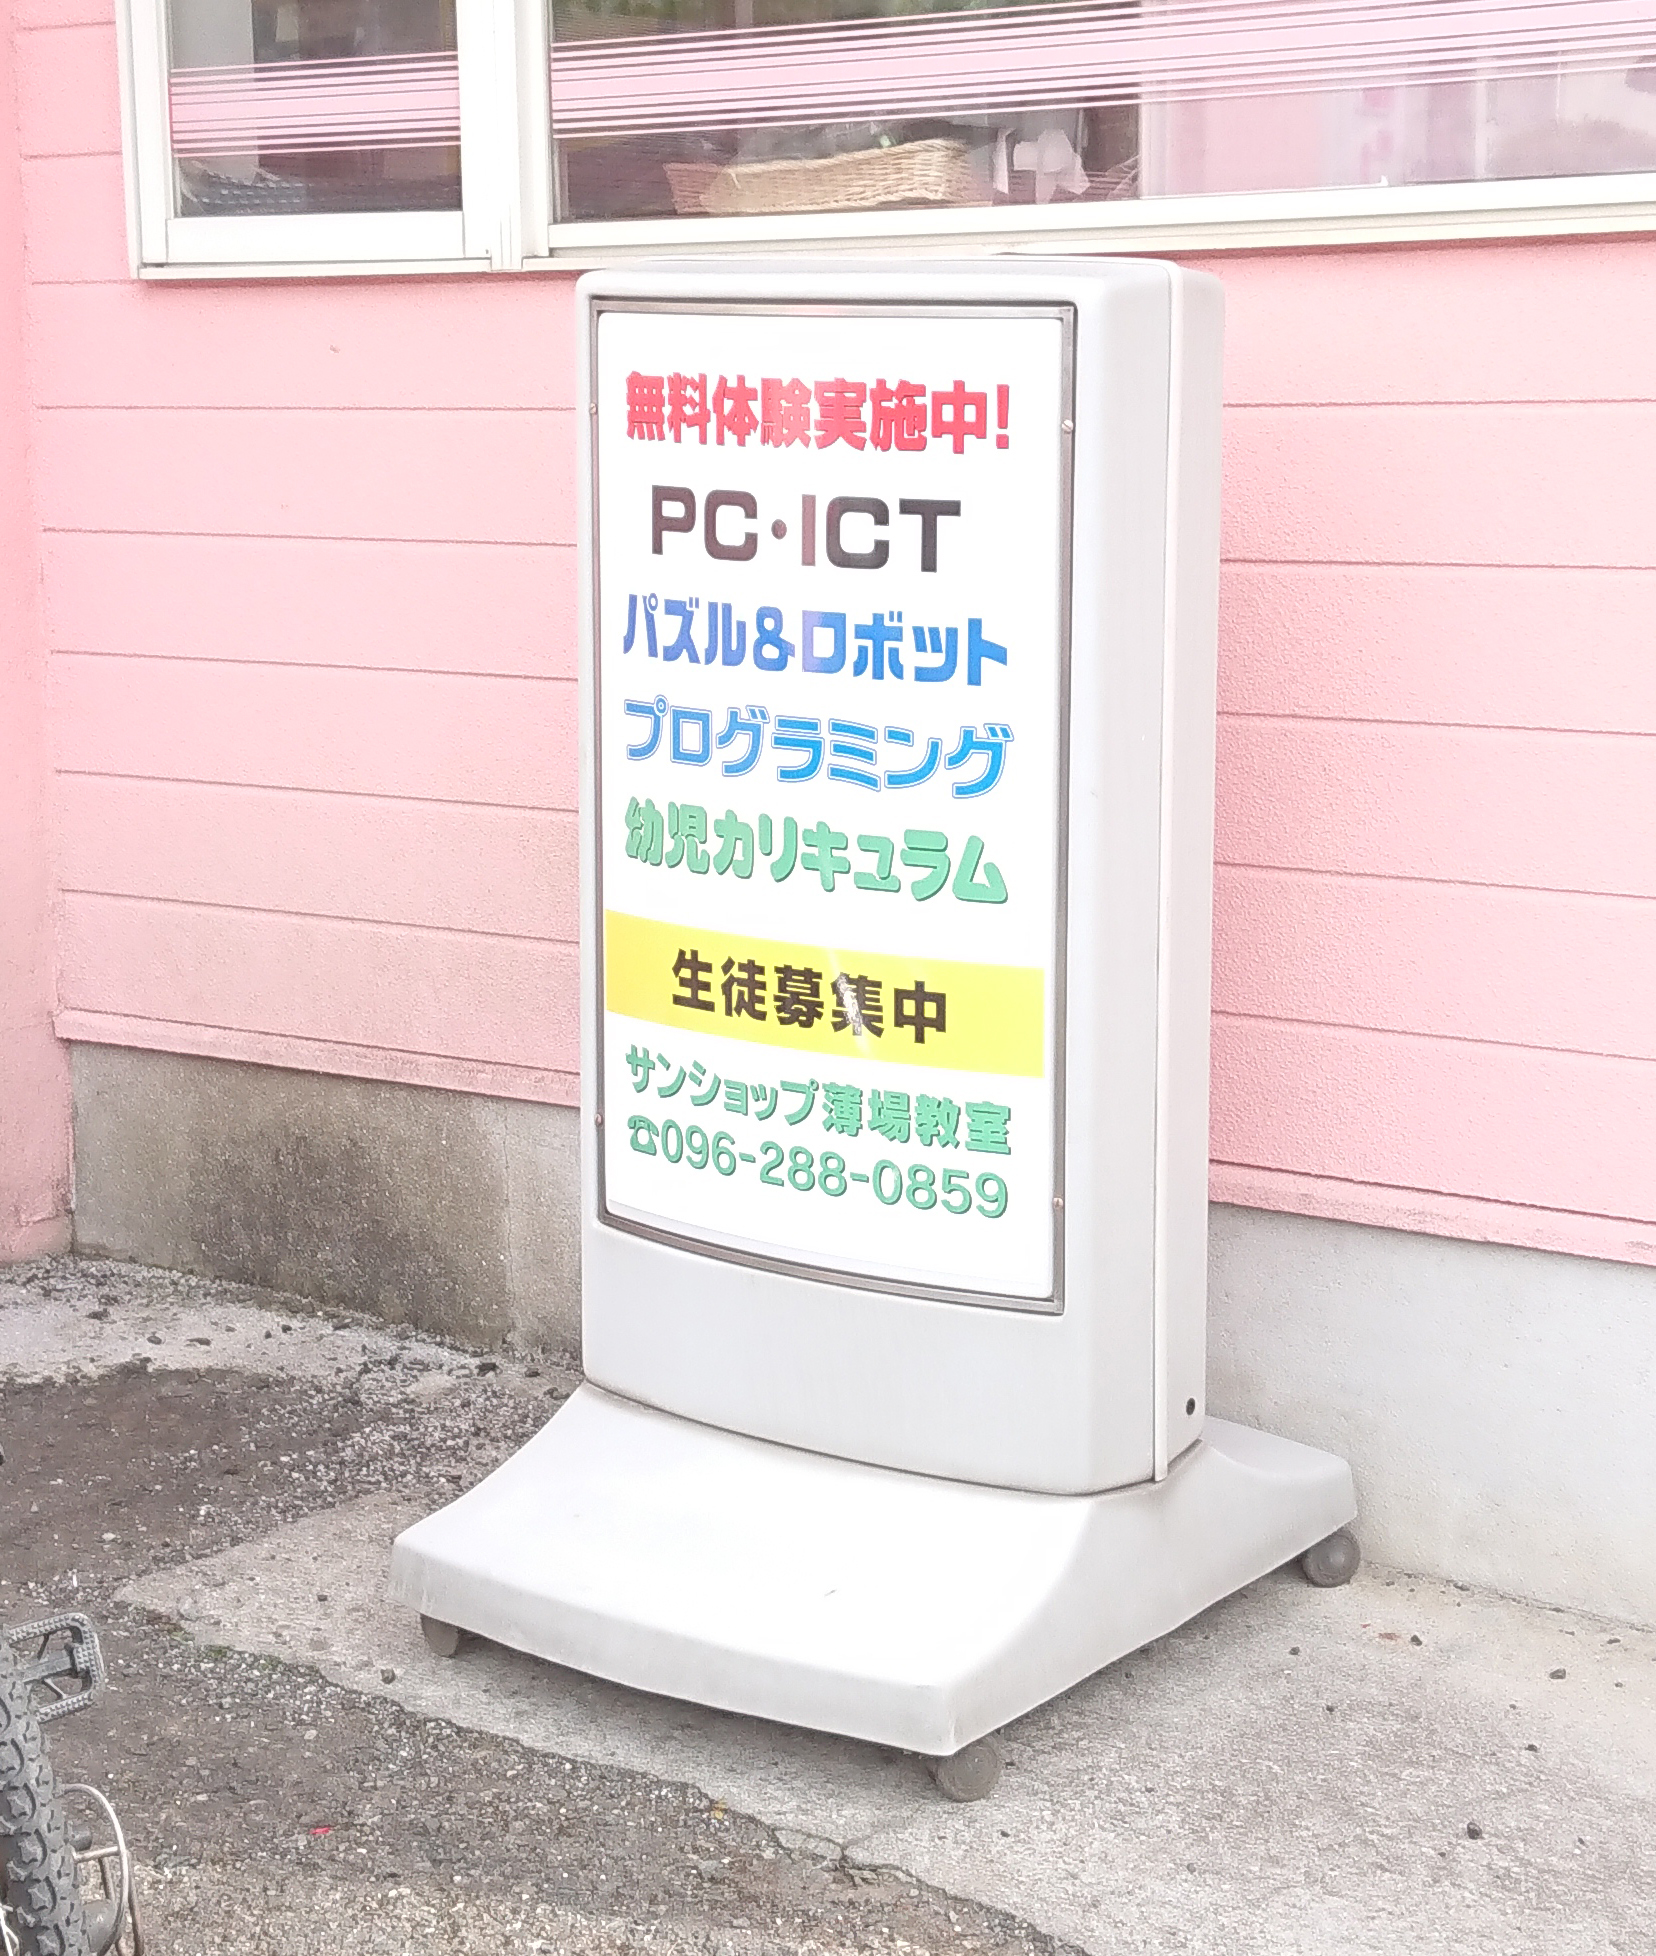 無料体験実施中!
PC・ICT
パズル&ロボット
プログラミング
幼児カリキュラム
生徒募集中
サンショップ薄場教室
☎096-288-0859